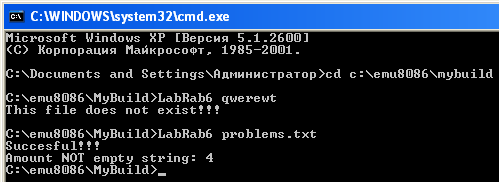 C:\WINDOWS\system32\cmd.exe
Microsoft Windows XP [Версия 5.1.2600]
(С) Корпорация Майкрософт, 1985-2001.
C:\Documents and Settings\Администратор>cd c:\emu8086\mybuild
C:\emu8086\MyBuild>LabRab6 qwerewt
This file does not exist!!!
C:\emu8086\MyBuild>LabRab6 problems.txt
Succesful!!!
Amount NOT empty string: 4
C:\emu8086\MyBuild>_